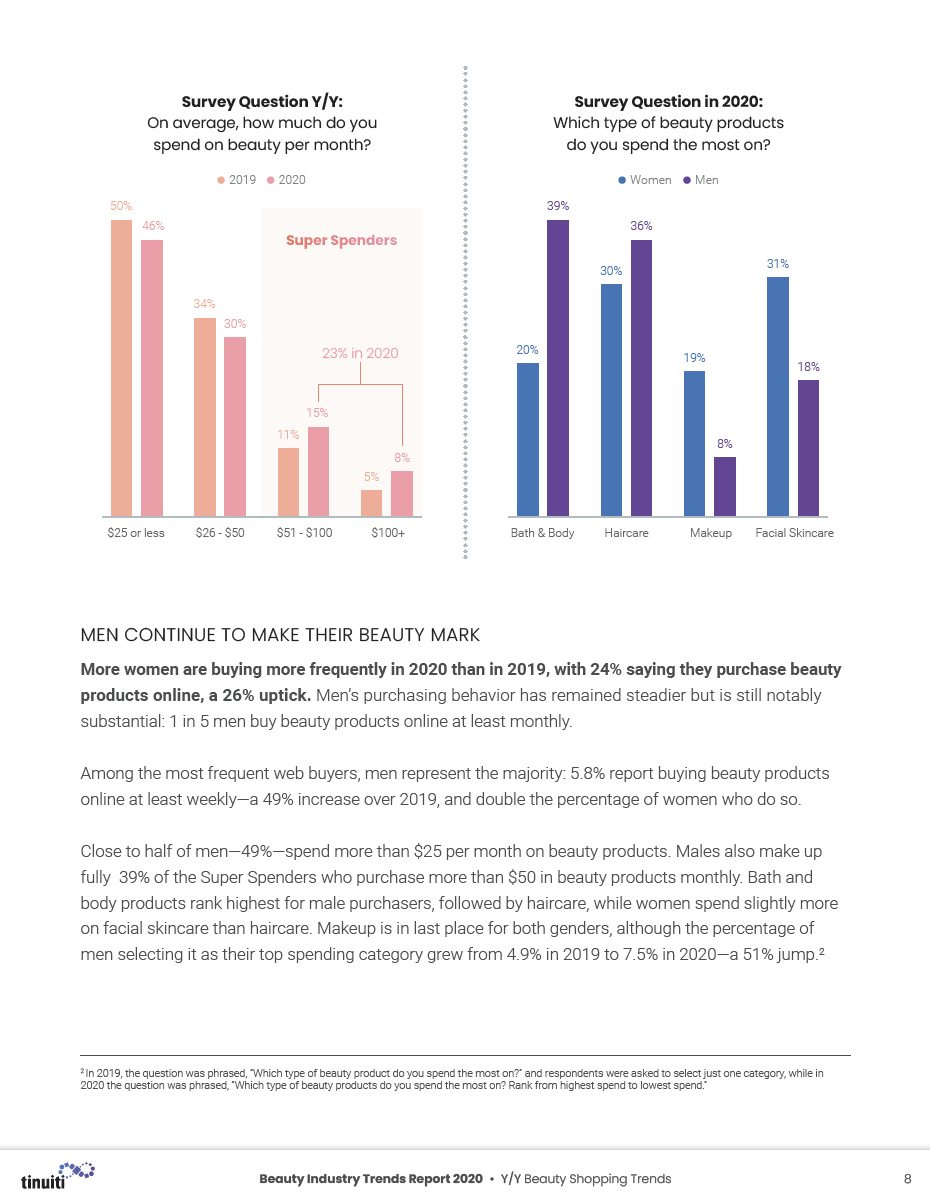 Survey Question Y/Y:
On average, how much do you
spend on beauty per month?
2019 2020
50%
46%
34%
30%
Super Spenders
23% in 2020
11%
15%
5%
8%
$25 or less $26 - $50 $51 - $100 $100+
Survey Question in 2020:
Which type of beauty products
do you spend the most on?
Women Men
20%
39%
30%
36%
19%
8%
31%
18%
Bath & Body Haircare Makeup Facial Skincare
MEN CONTINUE TO MAKE THEIR BEAUTY MARK
More women are buying more frequently in 2020 than in 2019, with 24% saying they purchase beauty
products online, a 26% uptick. Men’s purchasing behavior has remained steadier but is still notably
substantial: 1 in 5 men buy beauty products online at least monthly.
Among the most frequent web buyers, men represent the majority: 5.8% report buying beauty products
online at least weekly—a 49% increase over 2019, and double the percentage of women who do so.
Close to half of men—49%—spend more than $25 per month on beauty products. Males also make up
fully 39% of the Super Spenders who purchase more than $50 in beauty products monthly. Bath and
body products rank highest for male purchasers, followed by haircare, while women spend slightly more
on facial skincare than haircare. Makeup is in last place for both genders, although the percentage of
men selecting it as their top spending category grew from 4.9% in 2019 to 7.5% in 2020—a 51% jump.²
² In 2019, the question was phrased, “Which type of beauty product do you spend the most on?” and respondents were asked to select just one category, while in
2020 the question was phrased, “Which type of beauty products do you spend the most on? Rank from highest spend to lowest spend.”
tinuiti
Beauty Industry Trends Report 2020 • Y/Y Beauty Shopping Trends
8